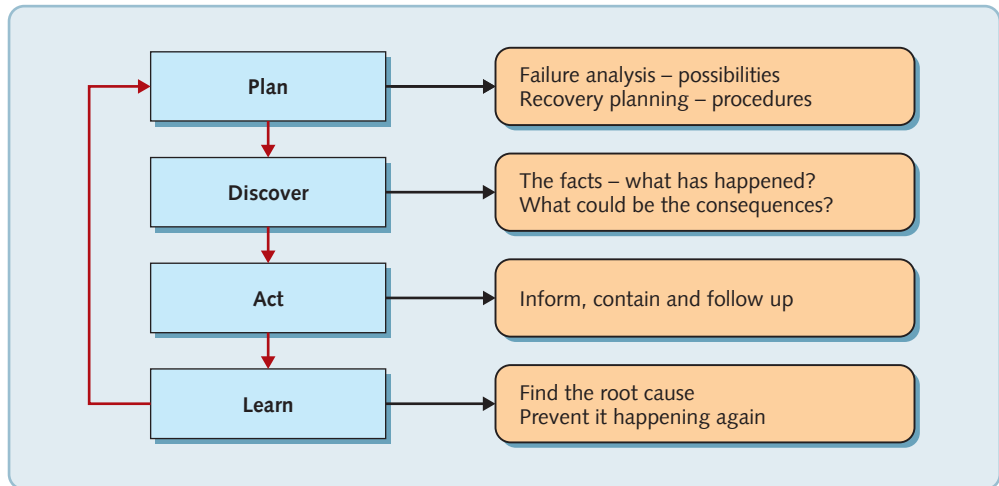 Plan
Failure analysis – possibilities
Recovery planning – procedures
Discover
The facts – what has happened?
What could be the consequences?
Act
Inform, contain and follow up
Learn
Find the root cause
Prevent it happening again